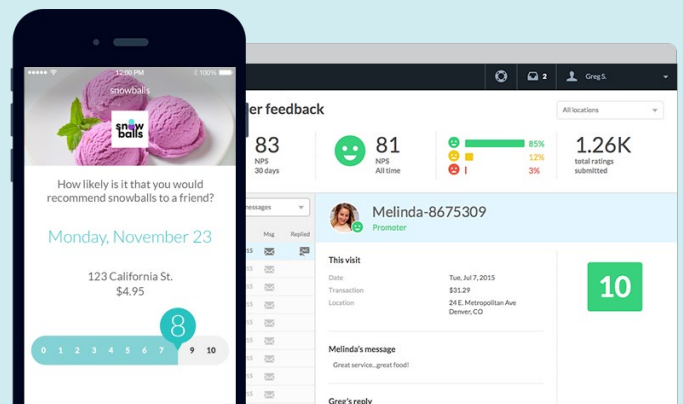 12:00 PM
100%
snowballs
snow
balls
How likely is it that you would
recommend snowballs to a friend?
Monday, November 23
123 California St.
$4.95
8
0 1 2 3 4 5 6 7 9 10
2
Greg S.
er feedback
All locations
83
NPS
30 days
81
NPS
All time
85%
12%
3%
1.26K
total ratings
submitted
essages
Msg Replied
Melinda-8675309
Promoter
This visit
Date Tue, Jul 7, 2015
Transaction $31.29
Location 24 E. Metropolitan Ave
Denver, CO
10
Melinda's message
Great service...great food!
Greg's reply